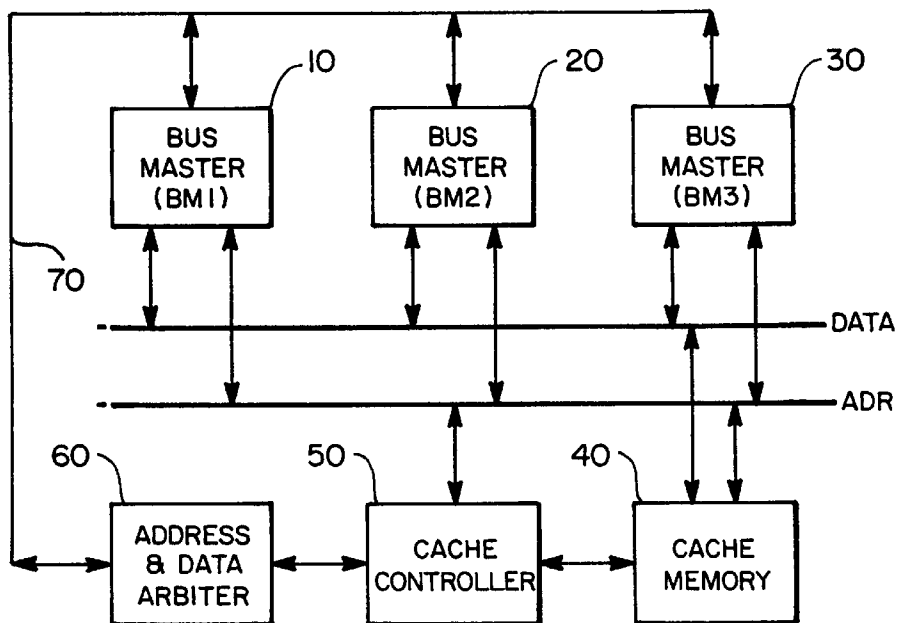 10
20
30
BUS
MASTER
(BM1)
BUS
MASTER
(BM2)
BUS
MASTER
(BM3)
70
DATA
ADR
60
50
40
ADDRESS
& DATA
ARBITER
CACHE
CONTROLLER
CACHE
MEMORY